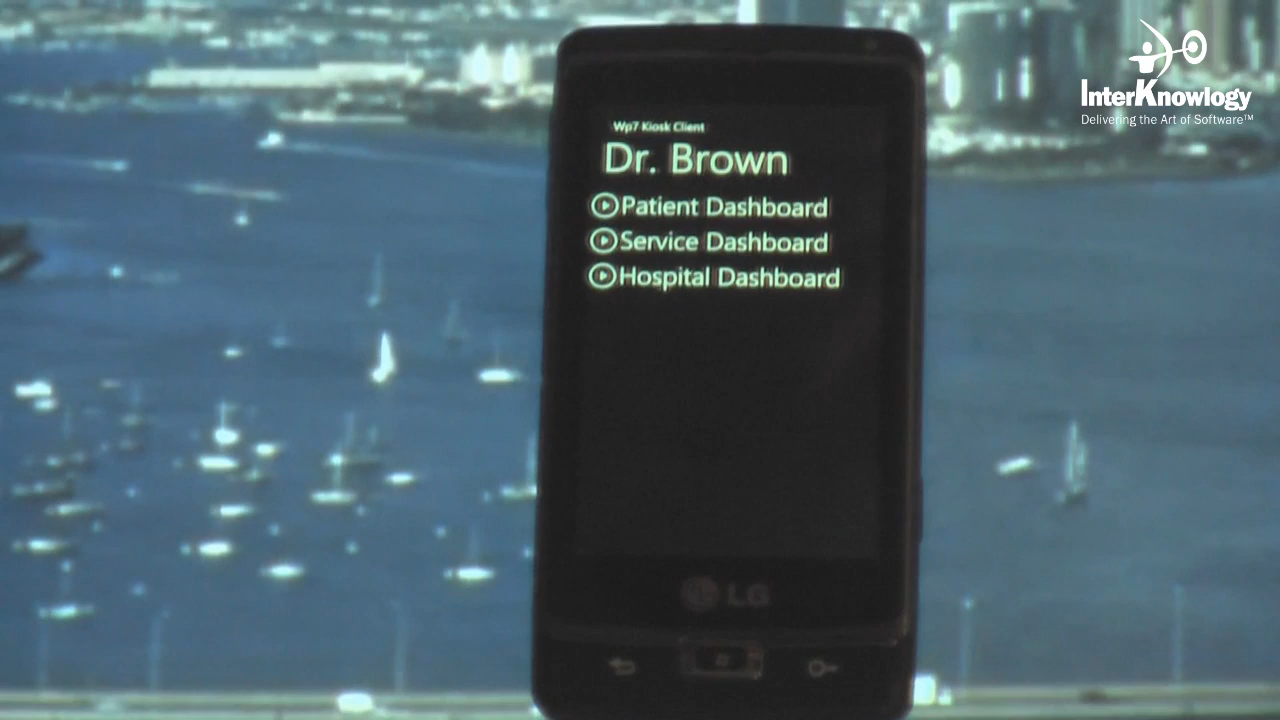 Wp7 Kiosk Client
Dr. Brown
Patient Dashboard
Service Dashboard
Hospital Dashboard
LG
InterKnowlogy
Delivering the Art of Software™